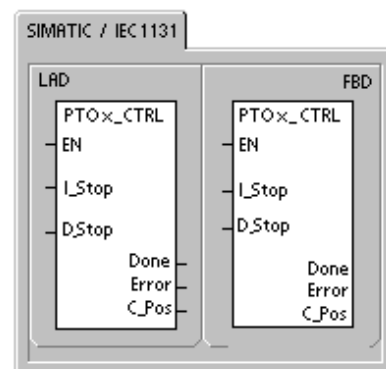 SIMATIC / IEC1131
LAD
PTOx_CTRL
EN
I_Stop
D_Stop
Done
Error
C_Pos
FBD
PTOx_CTRL
EN
I_Stop
D_Stop
Done
Error
C_Pos